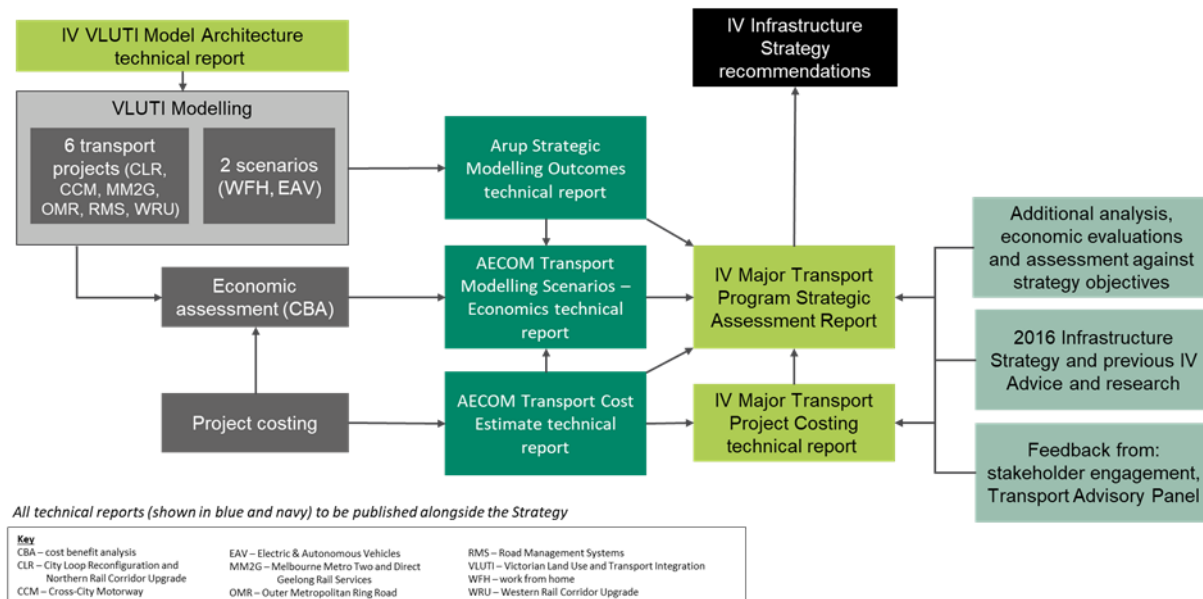 IV VLUTI Model Architecture
technical report
IV Infrastructure
Strategy
recommendations
VLUTI Modelling
6 transport
projects (CLR,
CCM, MM2G,
OMR, RMS, WRU)
2 scenarios
(WFH, EAV)
Arup Strategic
Modelling Outcomes
technical report
Economic
assessment (CBA)
AECOM Transport
Modelling Scenarios –
Economics technical
report
IV Major Transport
Program Strategic
Assessment Report
Additional analysis,
economic evaluations
and assessment against
strategy objectives
2016 Infrastructure
Strategy and previous IV
Advice and research
Project costing
AECOM Transport Cost
Estimate technical
report
IV Major Transport
Project Costing
technical report
Feedback from:
stakeholder engagement,
Transport Advisory Panel
All technical reports (shown in blue and navy) to be published alongside the Strategy
Key
CBA – cost benefit analysis
CLR – City Loop Reconfiguration and
Northern Rail Corridor Upgrade
CCM – Cross-City Motorway
EAV – Electric & Autonomous Vehicles
MM2G – Melbourne Metro Two and Direct
Geelong Rail Services
OMR – Outer Metropolitan Ring Road
RMS – Road Management Systems
VLUTI – Victorian Land Use and Transport Integration
WFH – work from home
WRU – Western Rail Corridor Upgrade